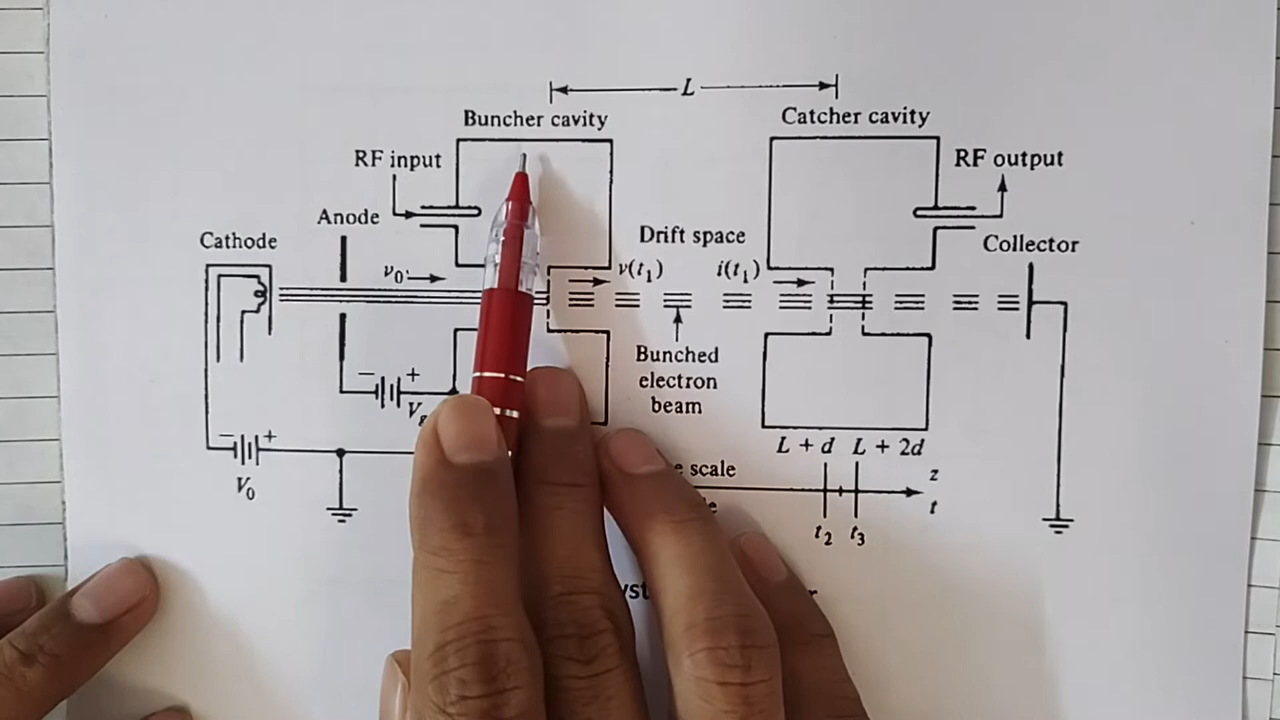 L
Buncher cavity
Catcher cavity
RF input
RF output
Anode
Drift space
Cathode
Collector
v0
v(t1)
i(t1)
Bunched
electron
beam
− +
− +
V0
L + d L + 2d
scale
z
t
t2 t3